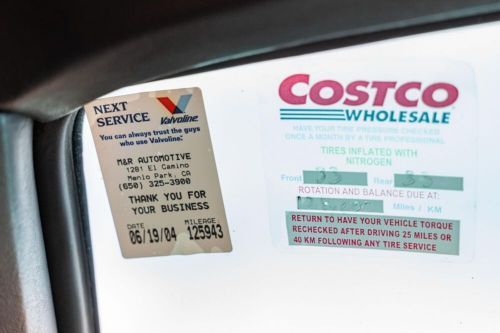 NEXT
SERVICE
Valvoline
You can always trust the guys
who use Valvoline.
M&R AUTOMOTIVE
1281 El Camino
Menlo Park, CA
(650) 325-3900
THANK YOU FOR
YOUR BUSINESS
DATE MILEAGE
06/19/04 125943
COSTCO
WHOLESALE
HAVE YOUR TIRE PRESSURE CHECKED
ONCE A MONTH BY A TIRE PROFESSIONAL
TIRES INFLATED WITH
NITROGEN
Front 33 Rear
ROTATION AND BALANCE DUE AT:
Miles / KM
RETURN TO HAVE YOUR VEHICLE TORQUE
RECHECKED AFTER DRIVING 25 MILES OR
40 KM FOLLOWING ANY TIRE SERVICE